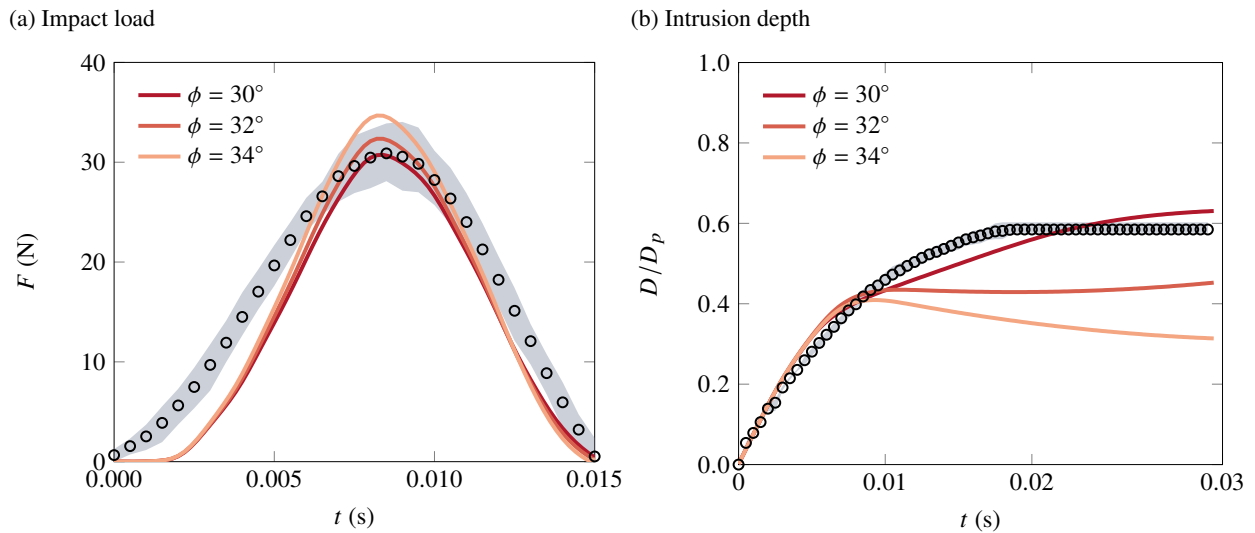 (a) Impact load
(b) Intrusion depth
40
30
20
10
0
F (N)
ϕ = 30°
ϕ = 32°
ϕ = 34°
0.000
0.005
0.010
0.015
t (s)
1.0
0.8
0.6
0.4
0.2
0.0
D/Dₚ
ϕ = 30°
ϕ = 32°
ϕ = 34°
0
0.01
0.02
0.03
t (s)